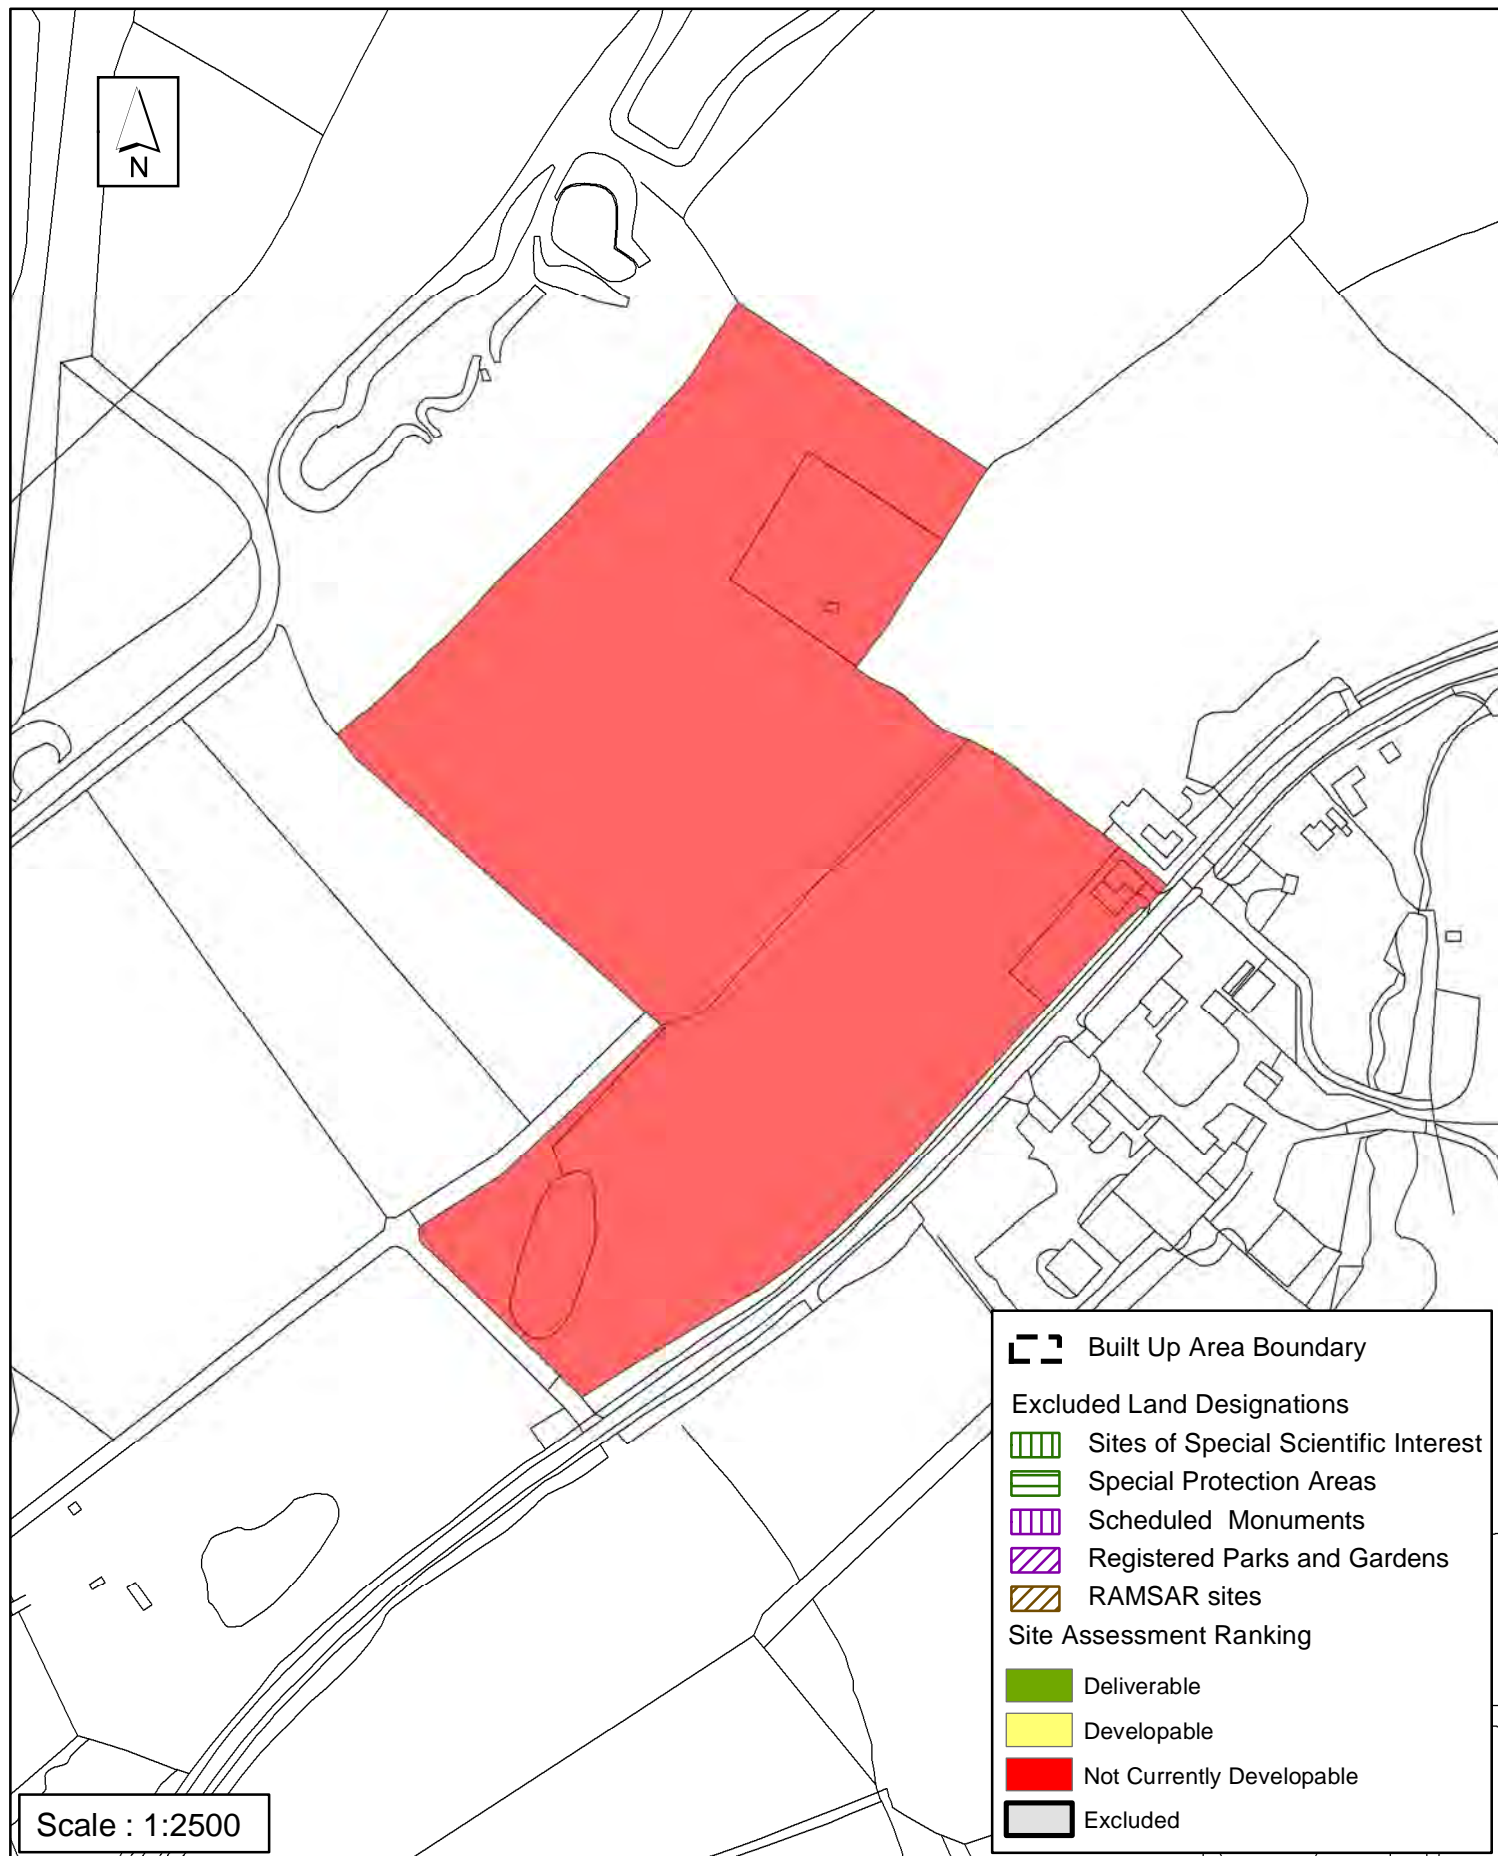 N
Built Up Area Boundary
Excluded Land Designations
Sites of Special Scientific Interest
Special Protection Areas
Scheduled Monuments
Registered Parks and Gardens
RAMSAR sites
Site Assessment Ranking
Deliverable
Developable
Not Currently Developable
Excluded
Scale : 1:2500